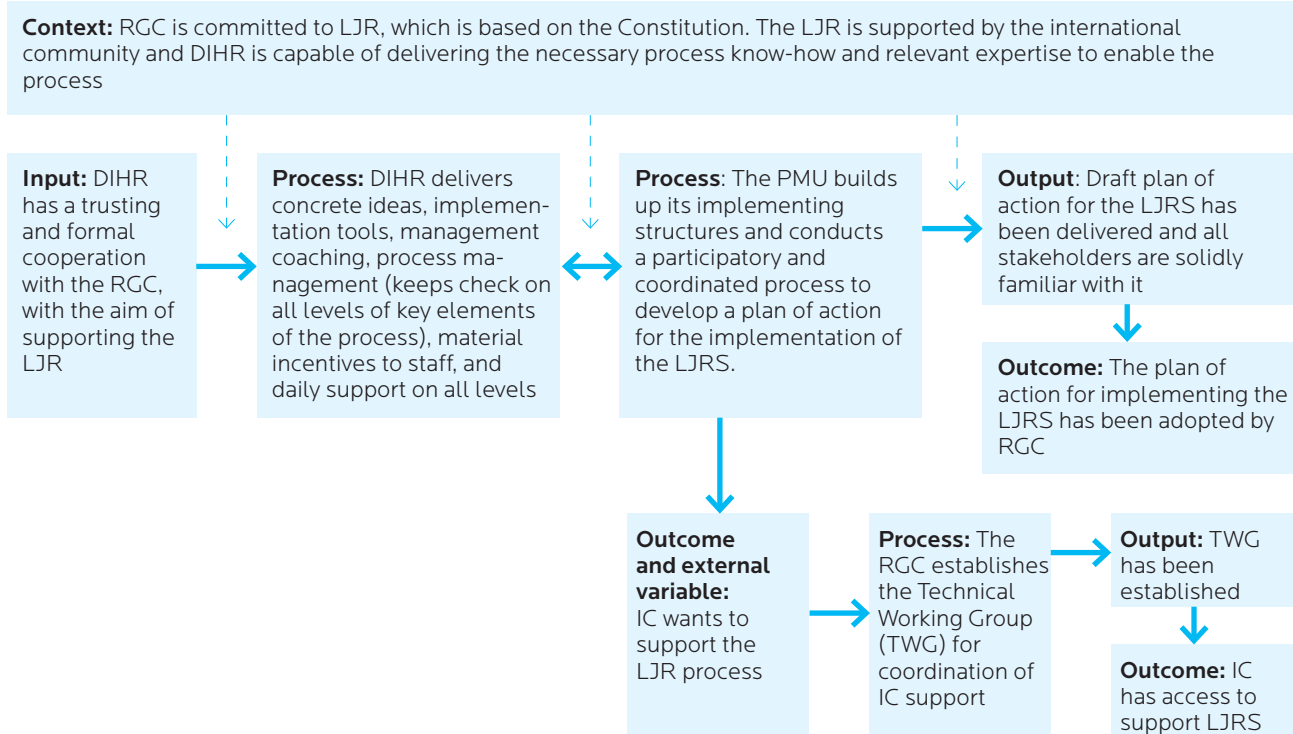 Context: RGC is committed to LJR, which is based on the Constitution. The LJR is supported by the international
community and DIHR is capable of delivering the necessary process know-how and relevant expertise to enable the
process
Input: DIHR
has a trusting
and formal
cooperation
with the RGC,
with the aim of
supporting the
LJR
Process: DIHR delivers
concrete ideas, implemen-
tation tools, management
coaching, process ma-
nagement (keeps check on
all levels of key elements
of the process), material
incentives to staff, and
daily support on all levels
Process: The PMU builds
up its implementing
structures and conducts
a participatory and
coordinated process to
develop a plan of action
for the implementation of
the LJRS.
Output: Draft plan of
action for the LJRS has
been delivered and all
stakeholders are solidly
familiar with it
Outcome: The plan of
action for implementing the
LJRS has been adopted by
RGC
Outcome
and external
variable:
IC wants to
support the
LJR process
Process: The
RGC establishes
the Technical
Working Group
(TWG) for
coordination of
IC support
Output: TWG
has been
established
Outcome: IC
has access to
support LJRS